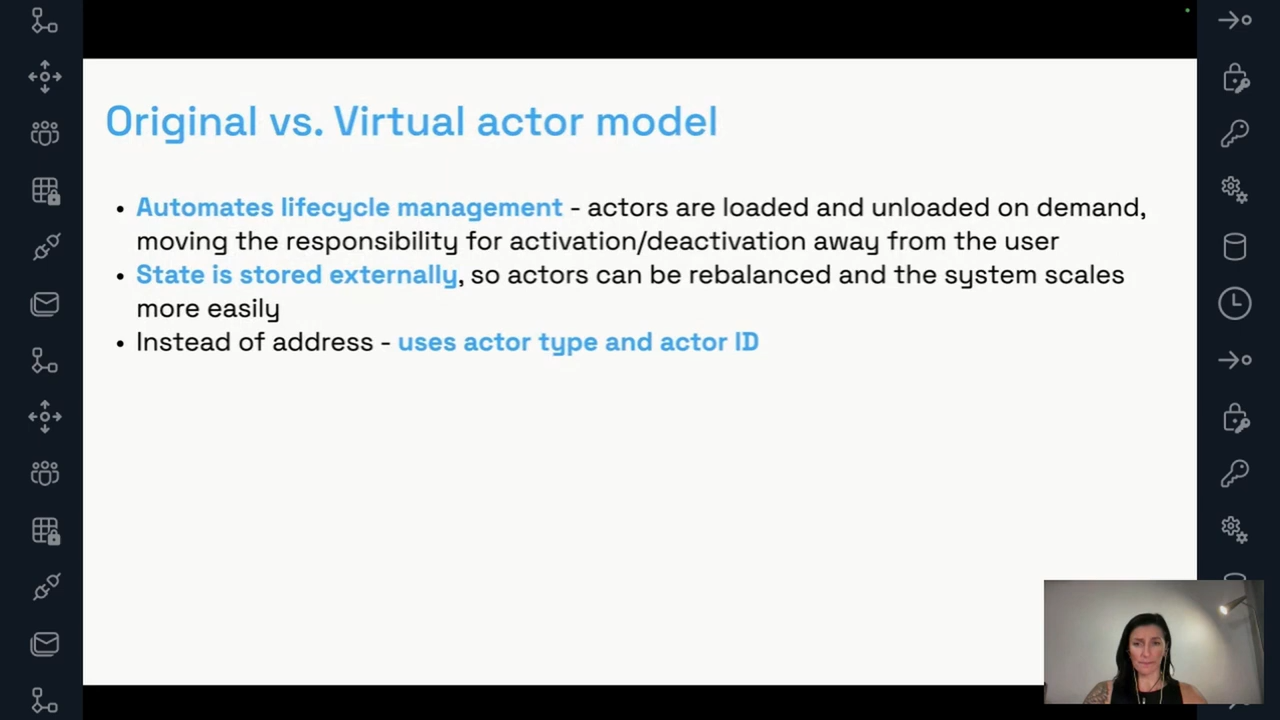 Original vs. Virtual actor model
• Automates lifecycle management - actors are loaded and unloaded on demand,
moving the responsibility for activation/deactivation away from the user
• State is stored externally, so actors can be rebalanced and the system scales
more easily
• Instead of address - uses actor type and actor ID